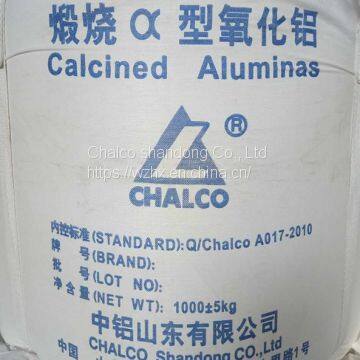 煅烧α型氧化铝
Calcined Aluminas
®
Chalco shandong Co., Ltd
https://wzhx.en.china.cn/
CHALCO
内控标准(STANDARD):Q/Chalco A017-2010
牌 号(BRAND):
批 号(LOT NO):
净含量(NET WT): 1000±5kg
中铝山东有限公司
CHALCO Shandong Co.,Ltd
中国